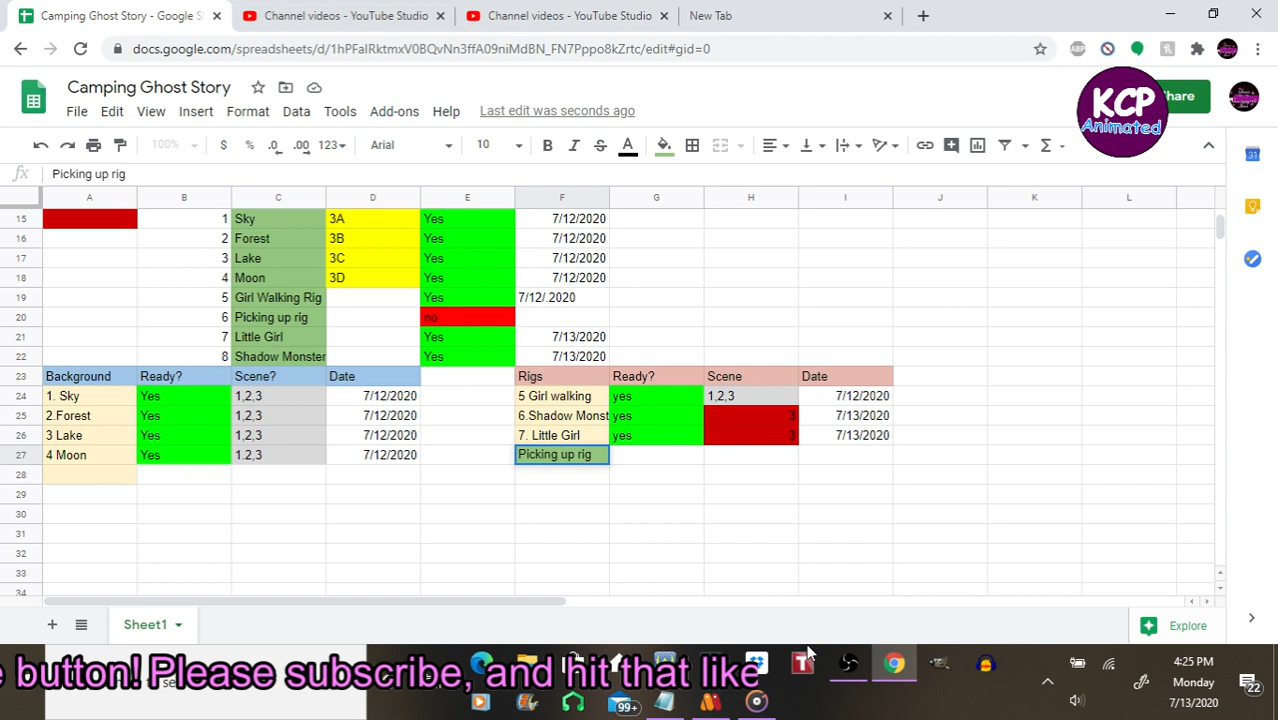 Camping Ghost Story - Google S
Channel videos - YouTube Studio
Channel videos - YouTube Studio
New Tab
docs.google.com/spreadsheets/d/1hPFalRktmxV0BQvNn3ffA09niMdBN_FN7Pppo8kZrtc/edit#gid=0
ABP
Camping Ghost Story
File Edit View Insert Format Data Tools Add-ons Help Last edit was seconds ago
KCP
Animated
Share
100% $ % .0 .00 123 Arial 10 B I S A
fx Picking up rig
A B C D E F G H I J K L
15 1 Sky 3A Yes 7/12/2020
16 2 Forest 3B Yes 7/12/2020
17 3 Lake 3C Yes 7/12/2020
18 4 Moon 3D Yes 7/12/2020
19 5 Girl Walking Rig Yes 7/12/.2020
20 6 Picking up rig no
21 7 Little Girl Yes 7/13/2020
22 8 Shadow Monster Yes 7/13/2020
23 Background Ready? Scene? Date Rigs Ready? Scene Date
24 1. Sky Yes 1,2,3 7/12/2020 5 Girl walking yes 1,2,3 7/12/2020
25 2.Forest Yes 1,2,3 7/12/2020 6.Shadow Monst yes 3 7/13/2020
26 3 Lake Yes 1,2,3 7/12/2020 7. Little Girl yes 3 7/13/2020
27 4 Moon Yes 1.2,3 7/12/2020 Picking up rig
28
29
30
31
32
33
34
Sheet1
Explore
e button! Please subscribe, and hit that like
99+
4:25 PM
Monday
7/13/2020
22